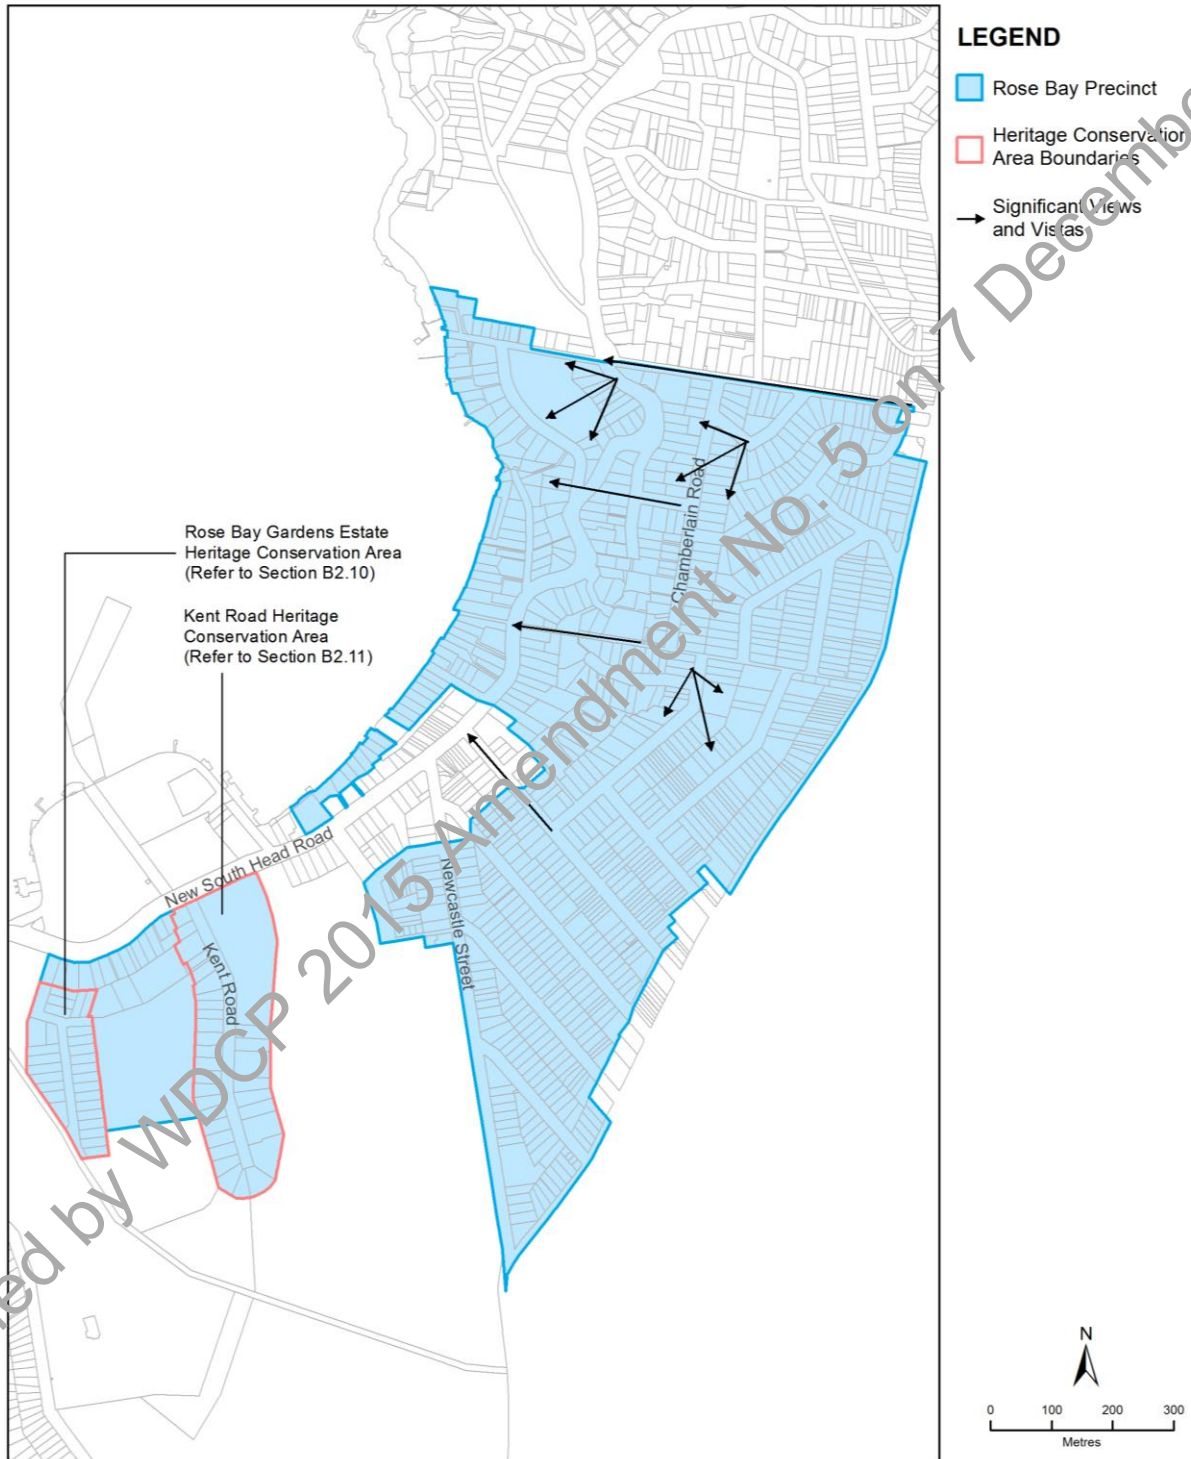 LEGEND
Rose Bay Precinct
Heritage Conservation
Area Boundaries
Significant Views
and Vistas
Rose Bay Gardens Estate
Heritage Conservation Area
(Refer to Section B2.10)
Kent Road Heritage
Conservation Area
(Refer to Section B2.11)
Chamberlain Road
New South Head Road
Newcastle Street
Kent Road
N
0 100 200 300
Metres
by WDCP 2015 Amendment No. 5 on 7